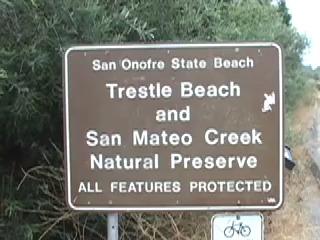 San Onofre State Beach
Trestle Beach
and
San Mateo Creek
Natural Preserve
ALL FEATURES PROTECTED